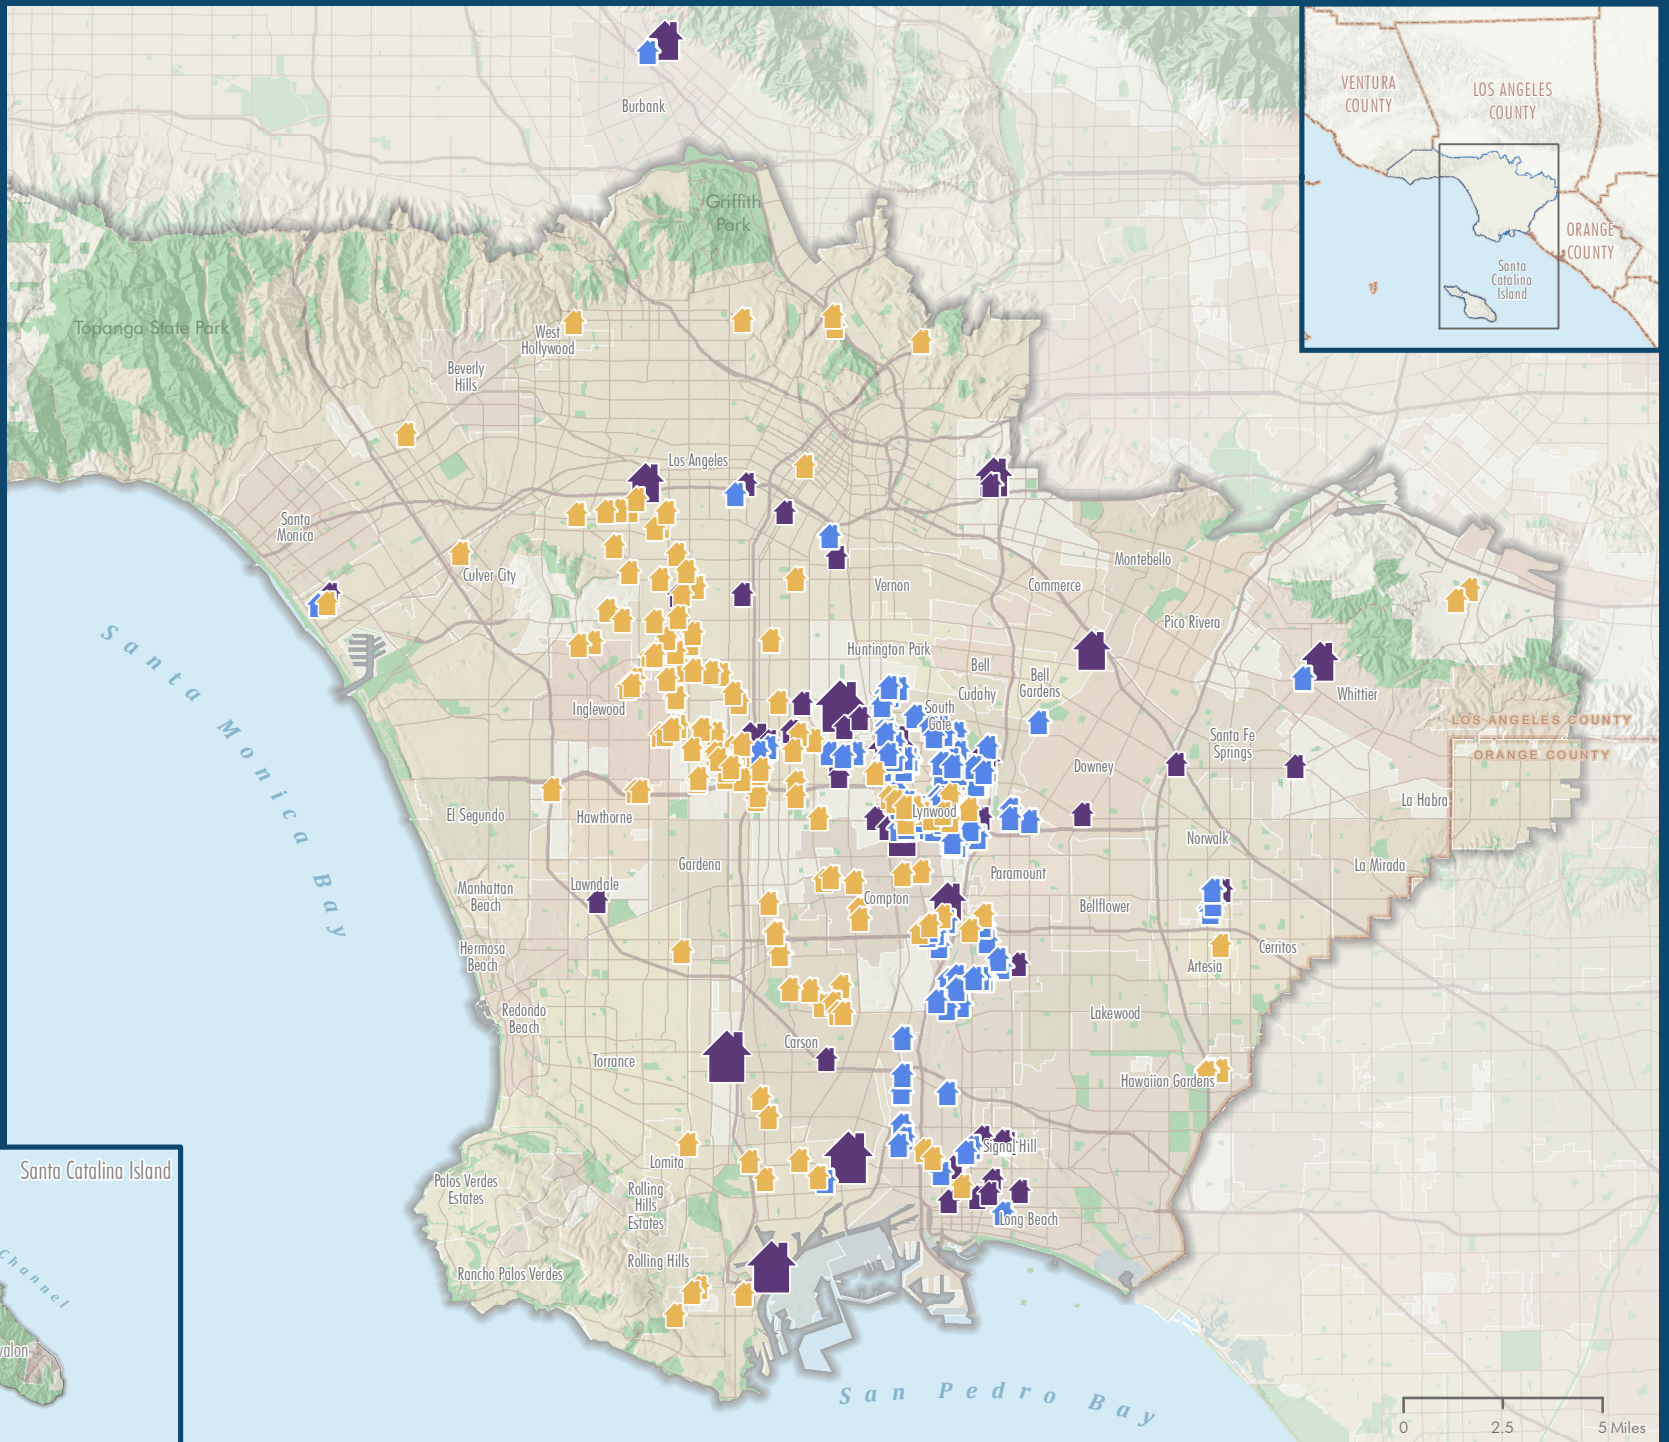 Burbank
VENTURA
COUNTY
LOS ANGELES
COUNTY
ORANGE
COUNTY
Santa
Catalina
Island
Griffith
Park
Topanga State Park
West
Hollywood
Beverly
Hills
Los Angeles
Santa
Monica
Culver City
Vernon
Commerce
Montebello
Pico Rivera
Huntington Park
Bell
Bell
Gardens
Cudahy
South
Gate
Whittier
Inglewood
LOS ANGELES COUNTY
ORANGE COUNTY
Santa Fe
Springs
Downey
La Habra
El Segundo
Hawthorne
Lynwood
Norwalk
La Mirada
Gardena
Paramount
Lawndale
Manhattan
Beach
Compton
Bellflower
Hermosa
Beach
Cerritos
Artesia
Redondo
Beach
Lakewood
Carson
Torrance
Hawaiian Gardens
Signal Hill
Lomita
Palos Verdes
Estates
Rolling
Hills
Estates
Long Beach
Rolling Hills
Rancho Palos Verdes
Santa Monica Bay
San Pedro Bay
Santa Catalina Island
Channel
valon
0 2.5 5 Miles